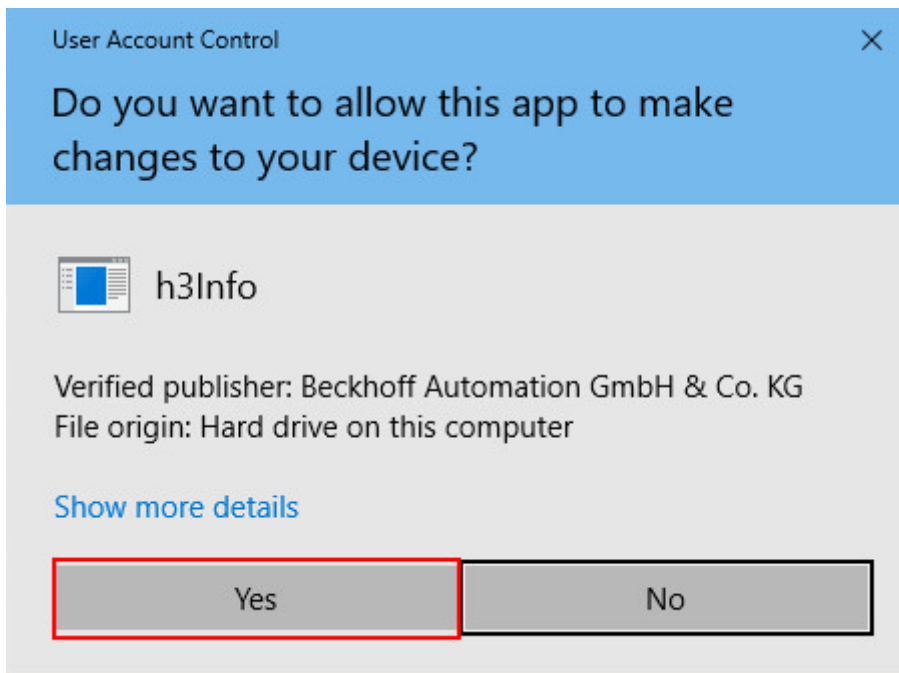 User Account Control
Do you want to allow this app to make
changes to your device?
h3Info
Verified publisher: Beckhoff Automation GmbH & Co. KG
File origin: Hard drive on this computer
Show more details
Yes No